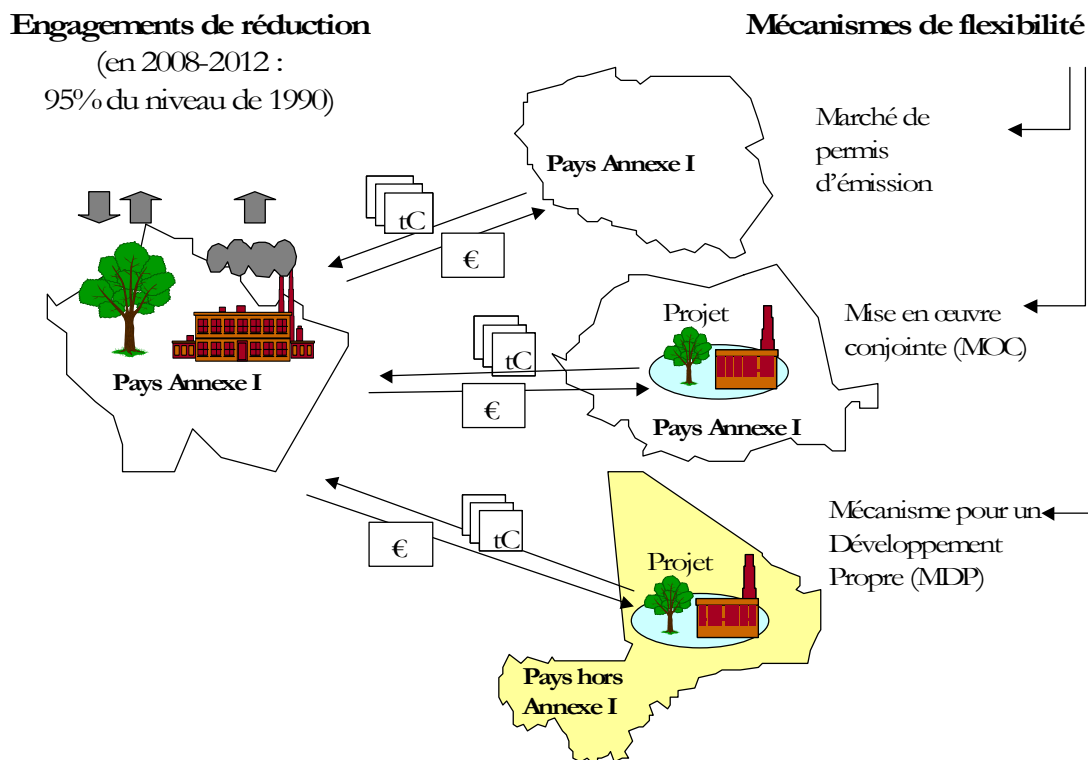 Engagements de réduction
(en 2008-2012 :
95% du niveau de 1990)
Mécanismes de flexibilité
Pays Annexe I
tC
€
Marché de
permis
d'émission
Pays Annexe I
Projet
tC
€
Pays Annexe I
Mise en œuvre
conjointe (MOC)
tC
€
Projet
Pays hors
Annexe I
Mécanisme pour un
Développement
Propre (MDP)